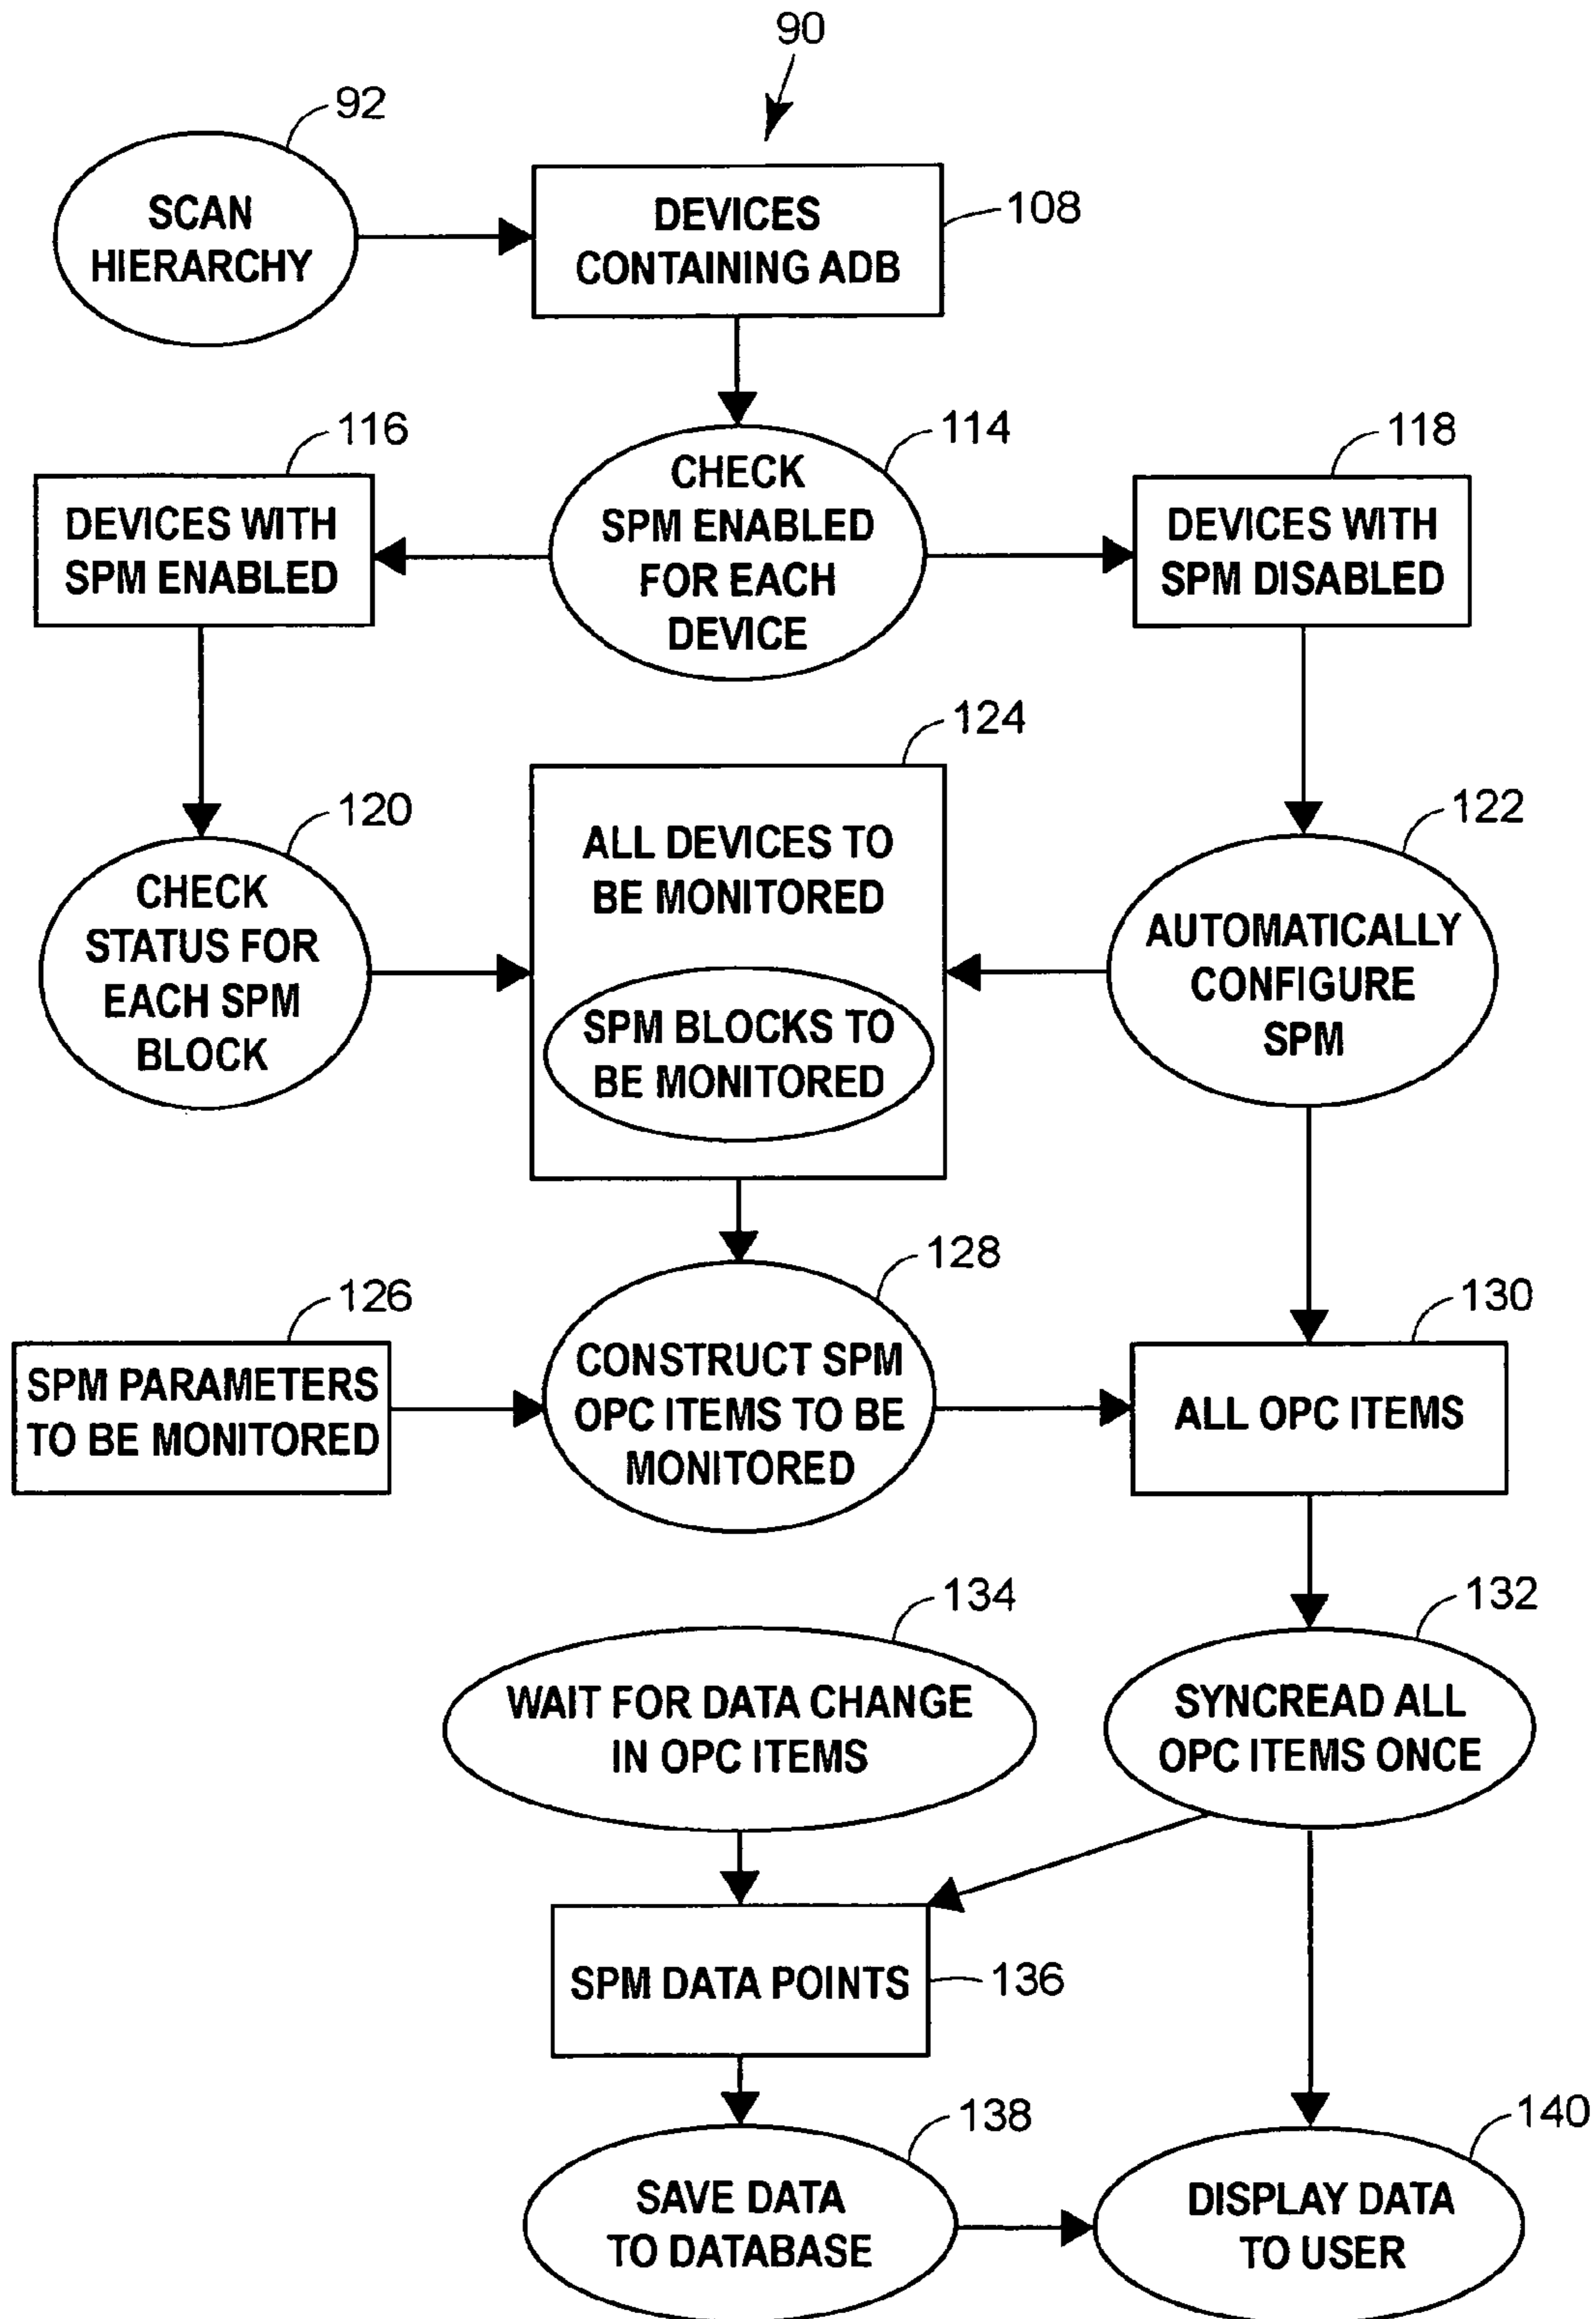 90
92
SCAN
HIERARCHY
DEVICES
CONTAINING ADB
108
116
DEVICES WITH
SPM ENABLED
114
CHECK
SPM ENABLED
FOR EACH
DEVICE
118
DEVICES WITH
SPM DISABLED
120
CHECK
STATUS FOR
EACH SPM
BLOCK
124
ALL DEVICES TO
BE MONITORED
SPM BLOCKS TO
BE MONITORED
122
AUTOMATICALLY
CONFIGURE
SPM
126
SPM PARAMETERS
TO BE MONITORED
128
CONSTRUCT SPM
OPC ITEMS TO BE
MONITORED
130
ALL OPC ITEMS
134
WAIT FOR DATA CHANGE
IN OPC ITEMS
132
SYNCREAD ALL
OPC ITEMS ONCE
SPM DATA POINTS
136
138
SAVE DATA
TO DATABASE
140
DISPLAY DATA
TO USER